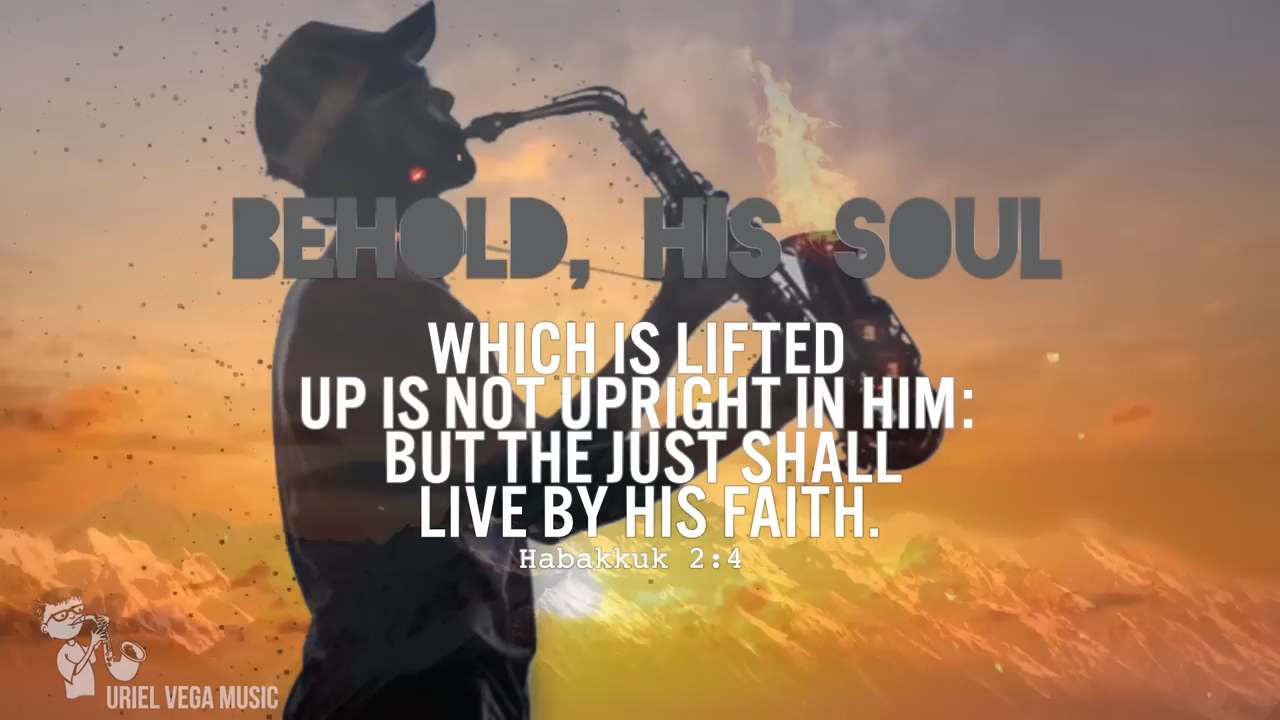 BEHOLD, HIS SOUL
WHICH IS LIFTED
UP IS NOT UPRIGHT IN HIM:
BUT THE JUST SHALL
LIVE BY HIS FAITH.
Habakkuk 2:4
URIEL VEGA MUSIC